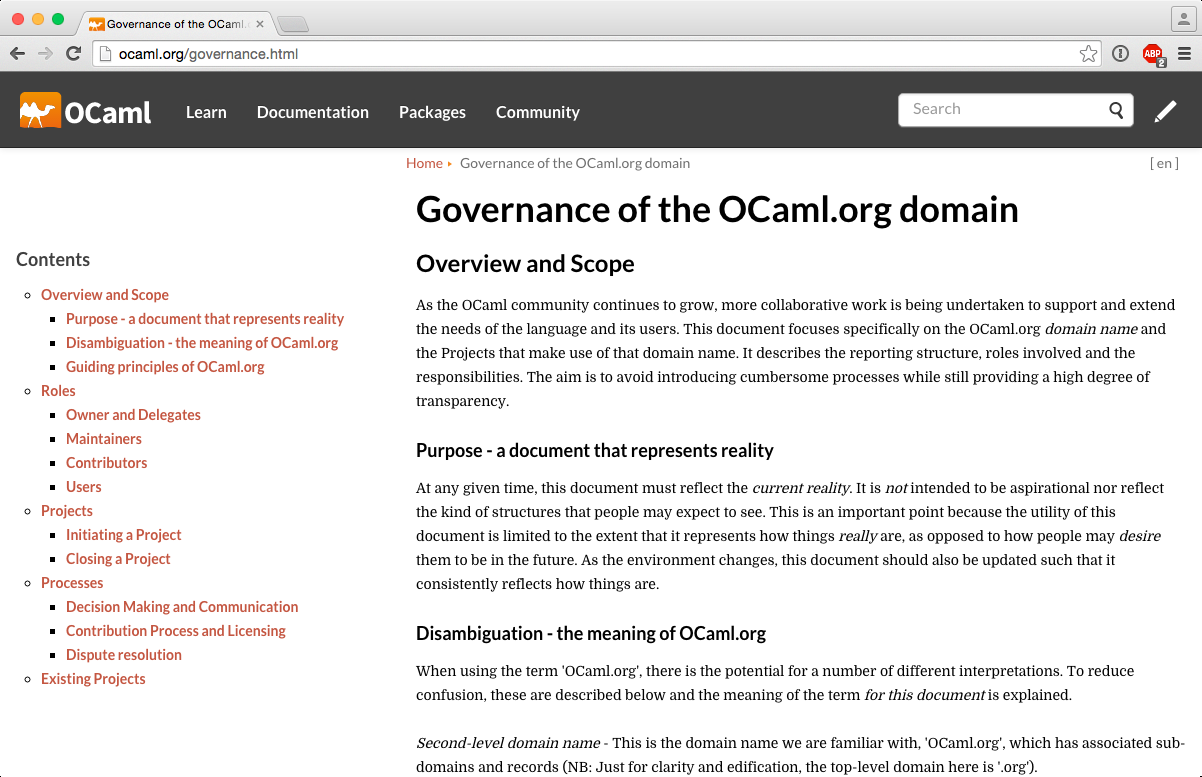 Governance of the OCaml.o
ocaml.org/governance.html
ABP
2
OCaml
Learn
Documentation
Packages
Community
Search
Home
Governance of the OCaml.org domain
[ en ]
Governance of the OCaml.org domain
Contents
Overview and Scope
Purpose - a document that represents reality
Disambiguation - the meaning of OCaml.org
Guiding principles of OCaml.org
Roles
Owner and Delegates
Maintainers
Contributors
Users
Projects
Initiating a Project
Closing a Project
Processes
Decision Making and Communication
Contribution Process and Licensing
Dispute resolution
Existing Projects
Overview and Scope
As the OCaml community continues to grow, more collaborative work is being undertaken to support and extend
the needs of the language and its users. This document focuses specifically on the OCaml.org domain name and
the Projects that make use of that domain name. It describes the reporting structure, roles involved and the
responsibilities. The aim is to avoid introducing cumbersome processes while still providing a high degree of
transparency.
Purpose - a document that represents reality
At any given time, this document must reflect the current reality. It is not intended to be aspirational nor reflect
the kind of structures that people may expect to see. This is an important point because the utility of this
document is limited to the extent that it represents how things really are, as opposed to how people may desire
them to be in the future. As the environment changes, this document should also be updated such that it
consistently reflects how things are.
Disambiguation - the meaning of OCaml.org
When using the term 'OCaml.org', there is the potential for a number of different interpretations. To reduce
confusion, these are described below and the meaning of the term for this document is explained.
Second-level domain name - This is the domain name we are familiar with, 'OCaml.org', which has associated sub-
domains and records (NB: Just for clarity and edification, the top-level domain here is '.org').